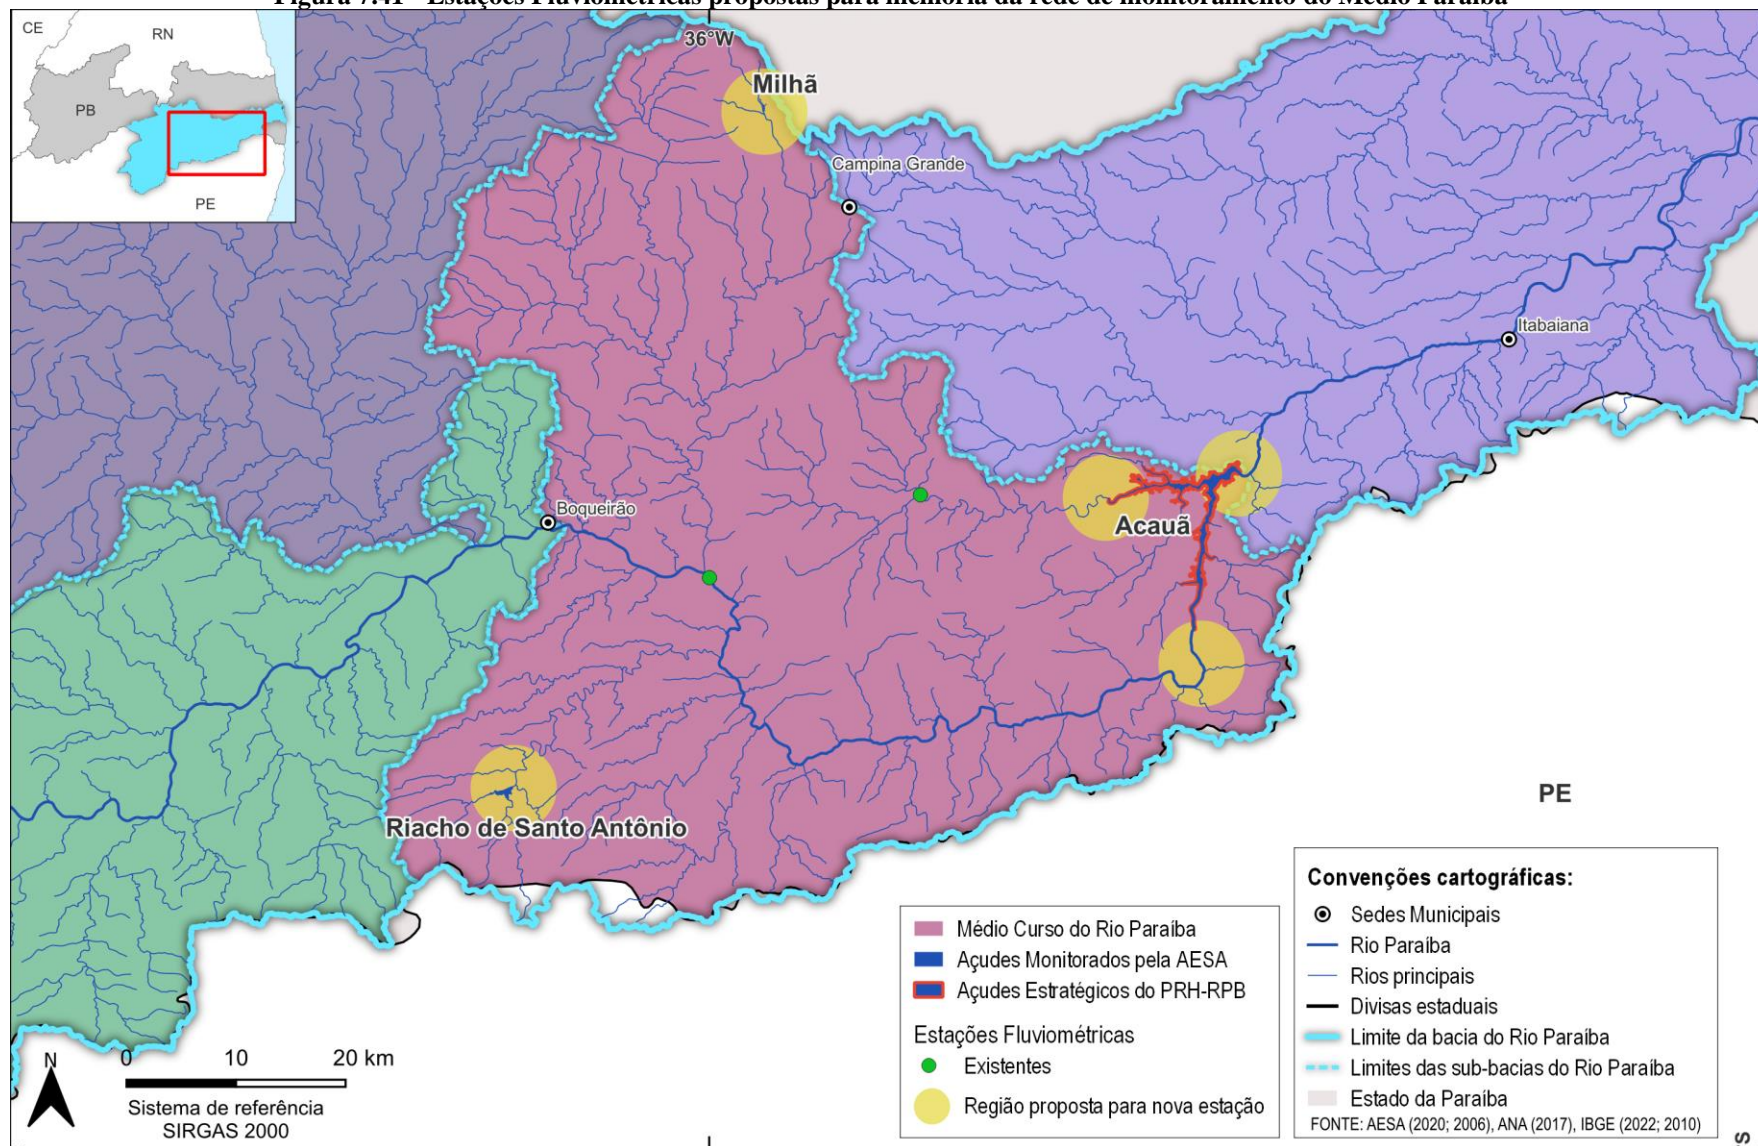 Figura 7.41 - Estações Fluviométricas propostas para memória da rede de monitoramento do Médio Paraíba
CE
RN
PB
PE
36°W
Milhã
Campina Grande
Itabaiana
Boqueirão
Acauã
Riacho de Santo Antônio
PE
N
0 10 20 km
Sistema de referência
SIRGAS 2000
Médio Curso do Rio Paraíba
Açudes Monitorados pela AESA
Açudes Estratégicos do PRH-RPB
Estações Fluviométricas
Existentes
Região proposta para nova estação
Convenções cartográficas:
Sedes Municipais
Rio Paraíba
Rios principais
Divisas estaduais
Limite da bacia do Rio Paraíba
Limites das sub-bacias do Rio Paraíba
Estado da Paraíba
FONTE: AESA (2020; 2006), ANA (2017), IBGE (2022; 2010)